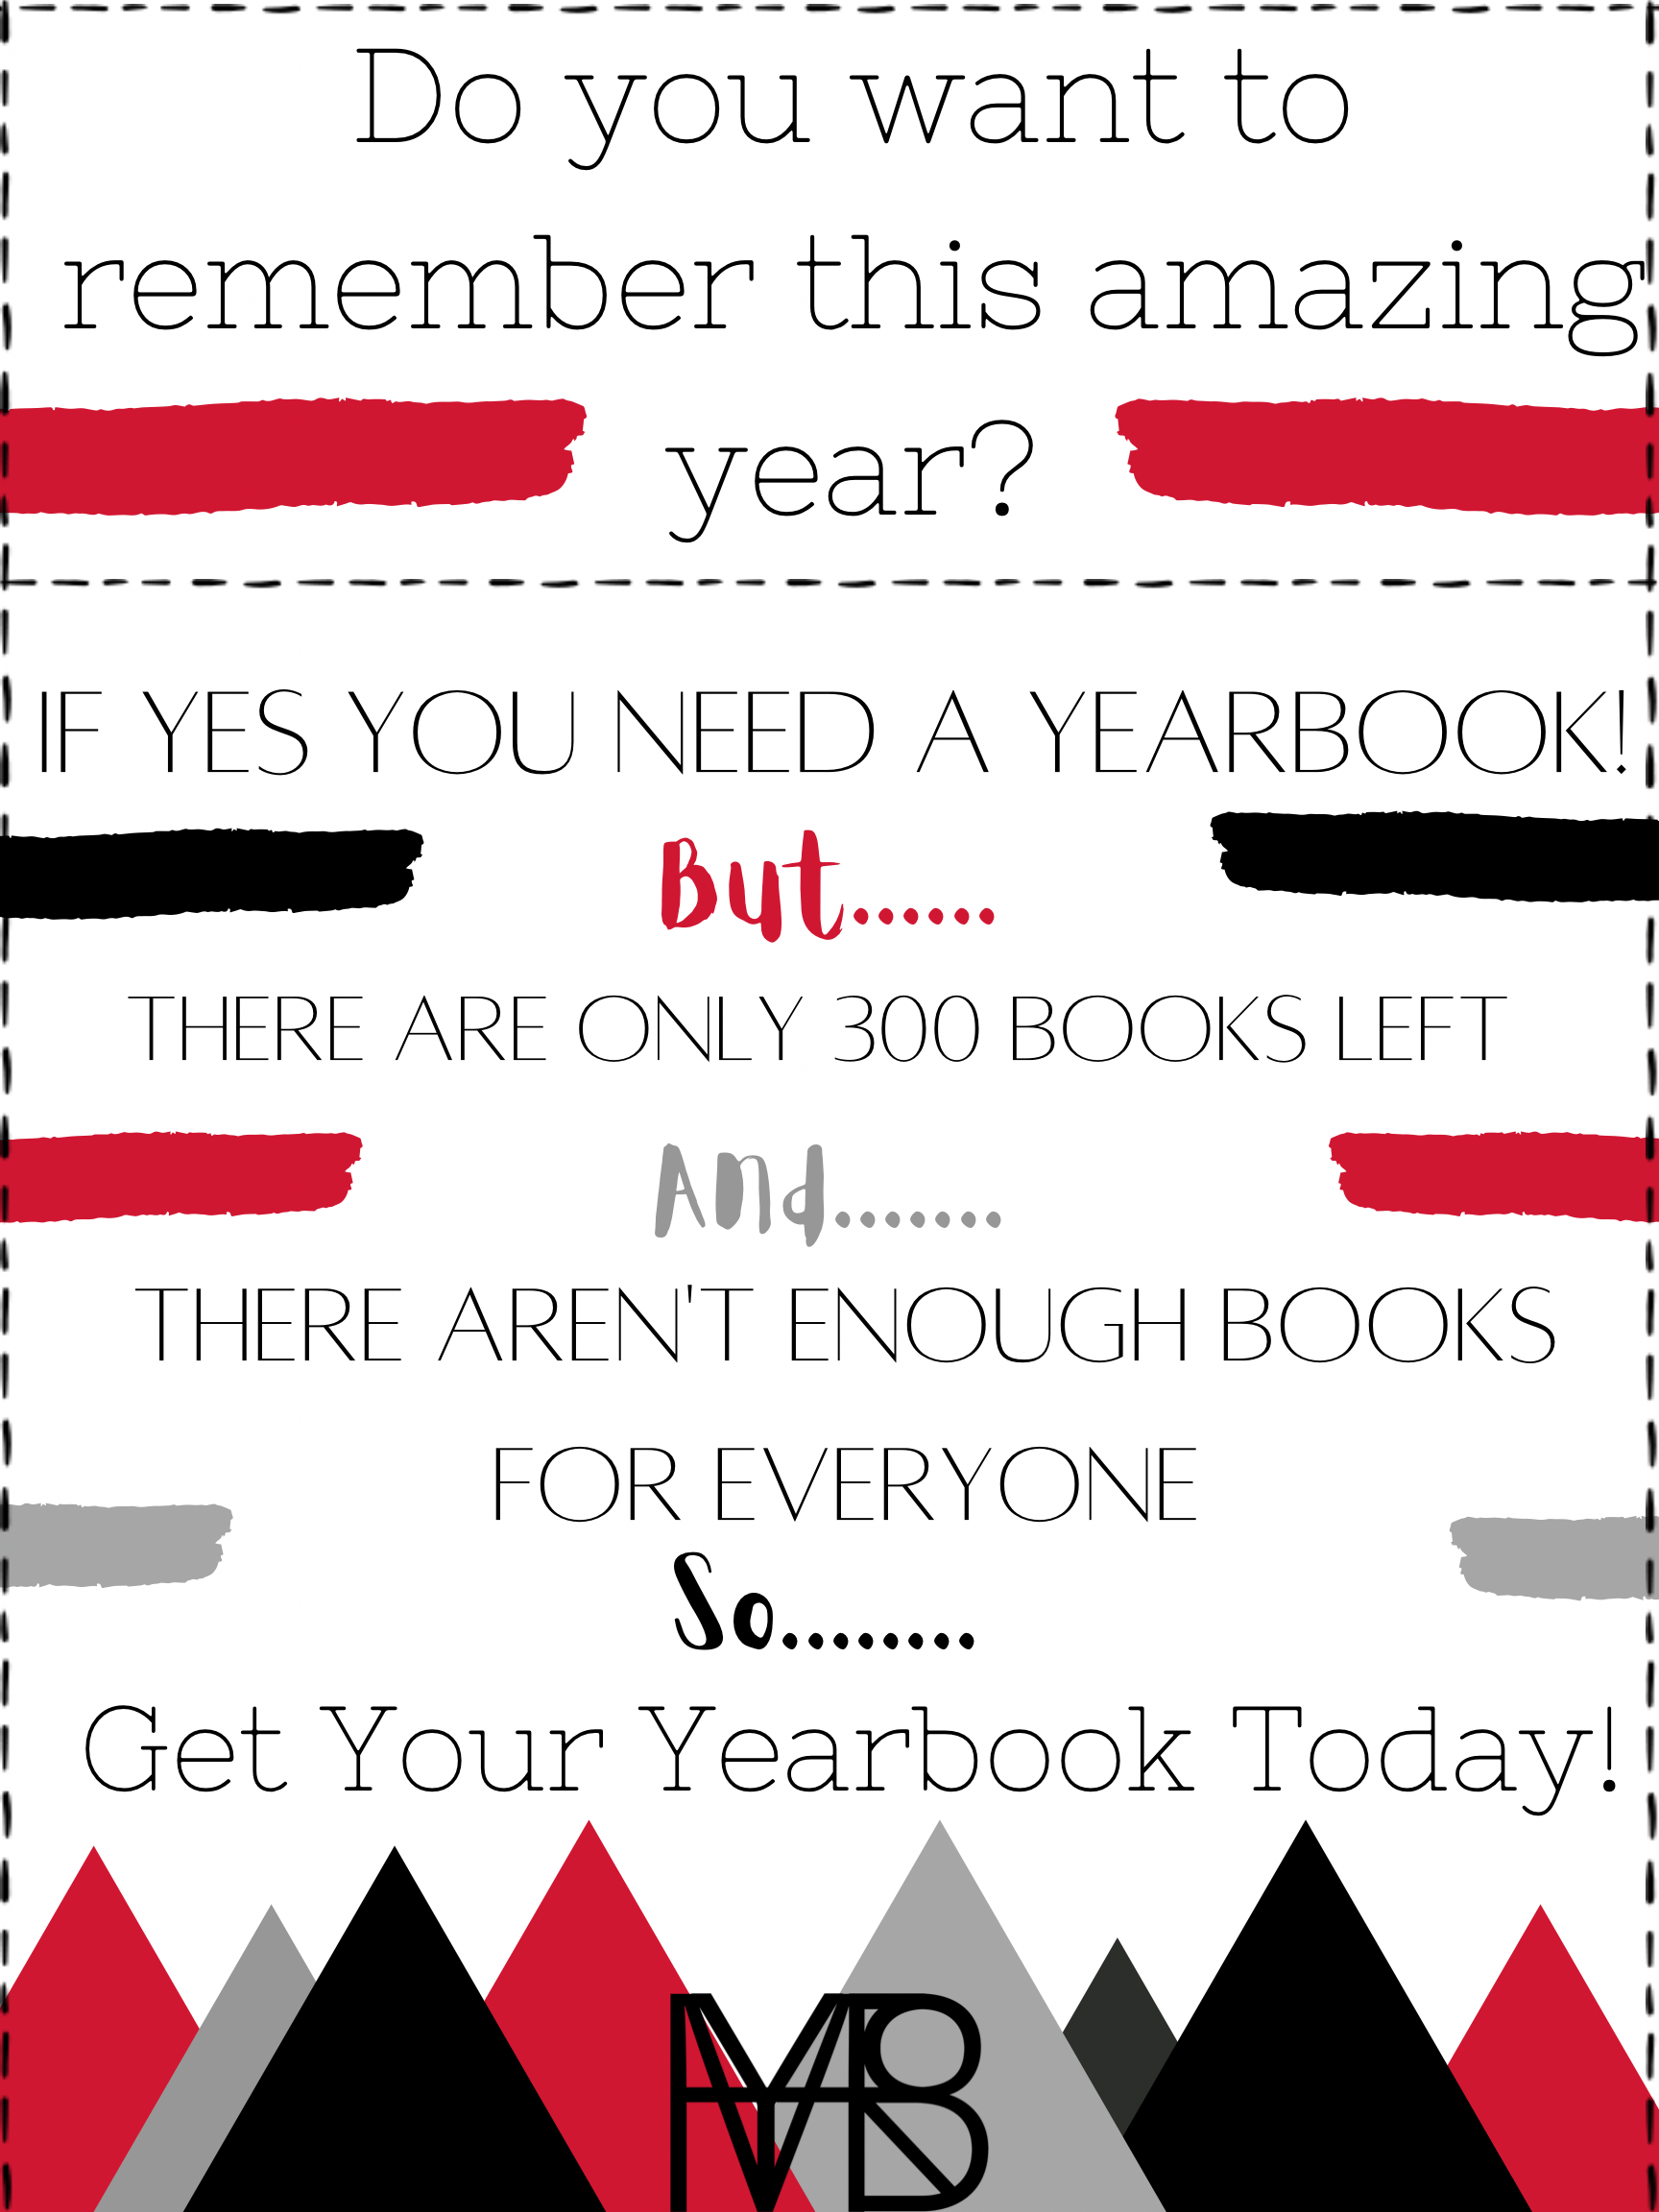 Do you want to
remember this amazing
year?
IF YES YOU NEED A YEARBOOK!
But......
THERE ARE ONLY 300 BOOKS LEFT
And.......
THERE AREN'T ENOUGH BOOKS
FOR EVERYONE
So........
Get Your Yearbook Today!